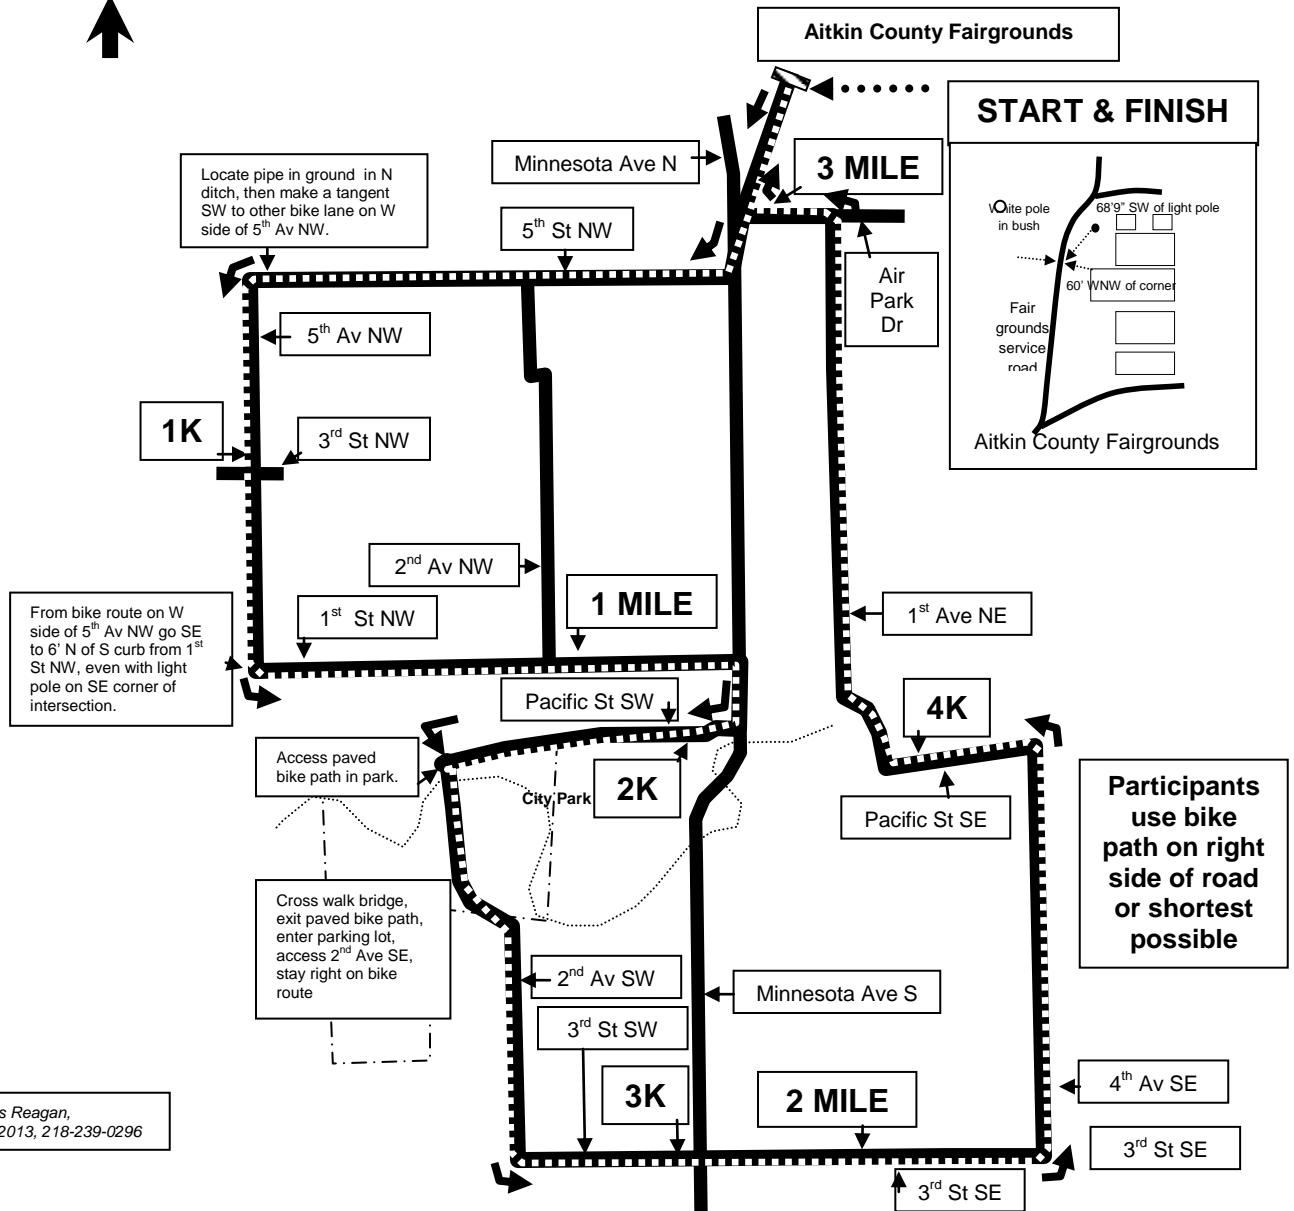 Aitkin County Fairgrounds
START & FINISH
Minnesota Ave N
3 MILE
Locate pipe in ground in N
ditch, then make a tangent
SW to other bike lane on W
side of 5th Av NW.
5th St NW
White pole
in bush
68'9" SW of light pole
60' WNW of corner
Fair
grounds
service
road
Aitkin County Fairgrounds
Air
Park
Dr
5th Av NW
1K
3rd St NW
2nd Av NW
1 MILE
1st St NW
1st Ave NE
From bike route on W
side of 5th Av NW go SE
to 6' N of S curb from 1st
St NW, even with light
pole on SE corner of
intersection.
Pacific St SW
4K
Access paved
bike path in park.
City Park
2K
Pacific St SE
Participants
use bike
path on right
side of road
or shortest
possible
Cross walk bridge,
exit paved bike path,
enter parking lot,
access 2nd Ave SE,
stay right on bike
route
2nd Av SW
Minnesota Ave S
3rd St SW
3K
2 MILE
4th Av SE
s Reagan,
2013, 218-239-0296
3rd St SE
3rd St SE